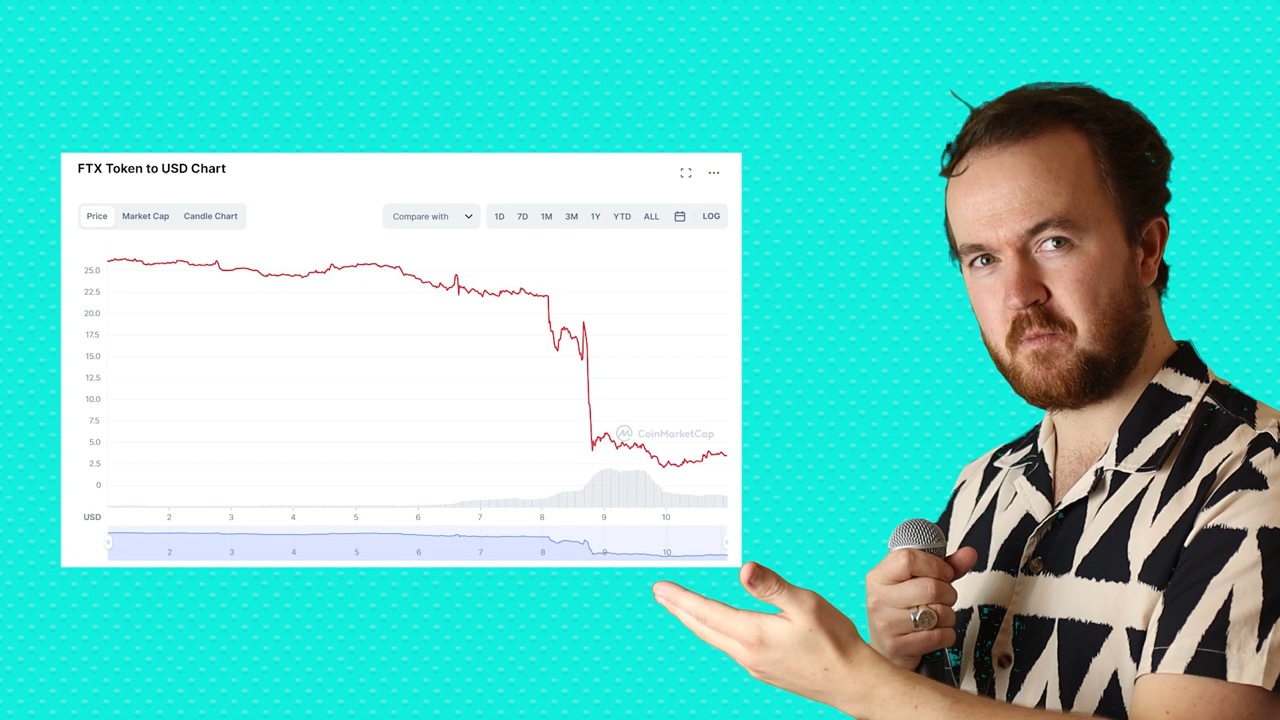 FTX Token to USD Chart
Price Market Cap Candle Chart Compare with 1D 7D 1M 3M 1Y YTD ALL LOG
25.0
22.5
20.0
17.5
15.0
12.5
10.0
7.5
5.0
2.5
0
CoinMarketCap
USD 2 3 4 5 6 7 8 9 10
2 3 4 5 6 7 8 9 10